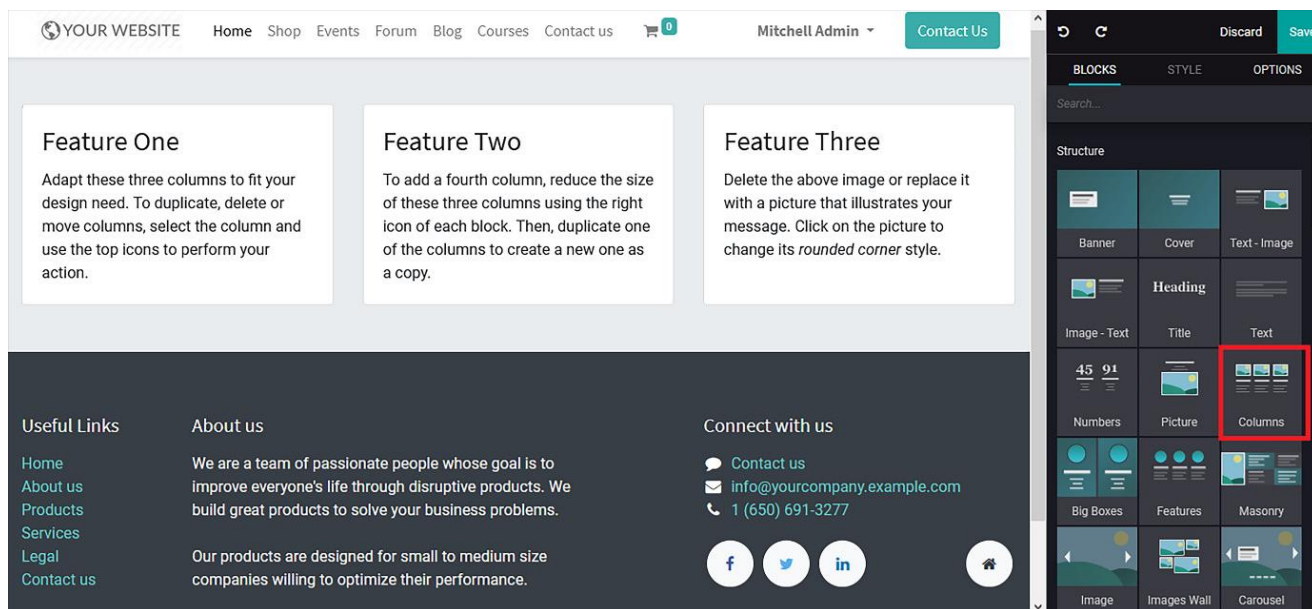 YOUR WEBSITE Home Shop Events Forum Blog Courses Contact us 0 Mitchell Admin Contact Us
Discard Save
BLOCKS STYLE OPTIONS
Search...
Structure
Feature One
Adapt these three columns to fit your
design need. To duplicate, delete or
move columns, select the column and
use the top icons to perform your
action.
Feature Two
To add a fourth column, reduce the size
of these three columns using the right
icon of each block. Then, duplicate one
of the columns to create a new one as
a copy.
Feature Three
Delete the above image or replace it
with a picture that illustrates your
message. Click on the picture to
change its rounded corner style.
Useful Links
Home
About us
Products
Services
Legal
Contact us
About us
We are a team of passionate people whose goal is to
improve everyone's life through disruptive products. We
build great products to solve your business problems.
Our products are designed for small to medium size
companies willing to optimize their performance.
Connect with us
Contact us
info@yourcompany.example.com
1 (650) 691-3277
f in
Banner Cover Text - Image
Heading
Image - Text Title Text
45 91
Numbers Picture Columns
Big Boxes Features Masonry
Image Images Wall Carousel